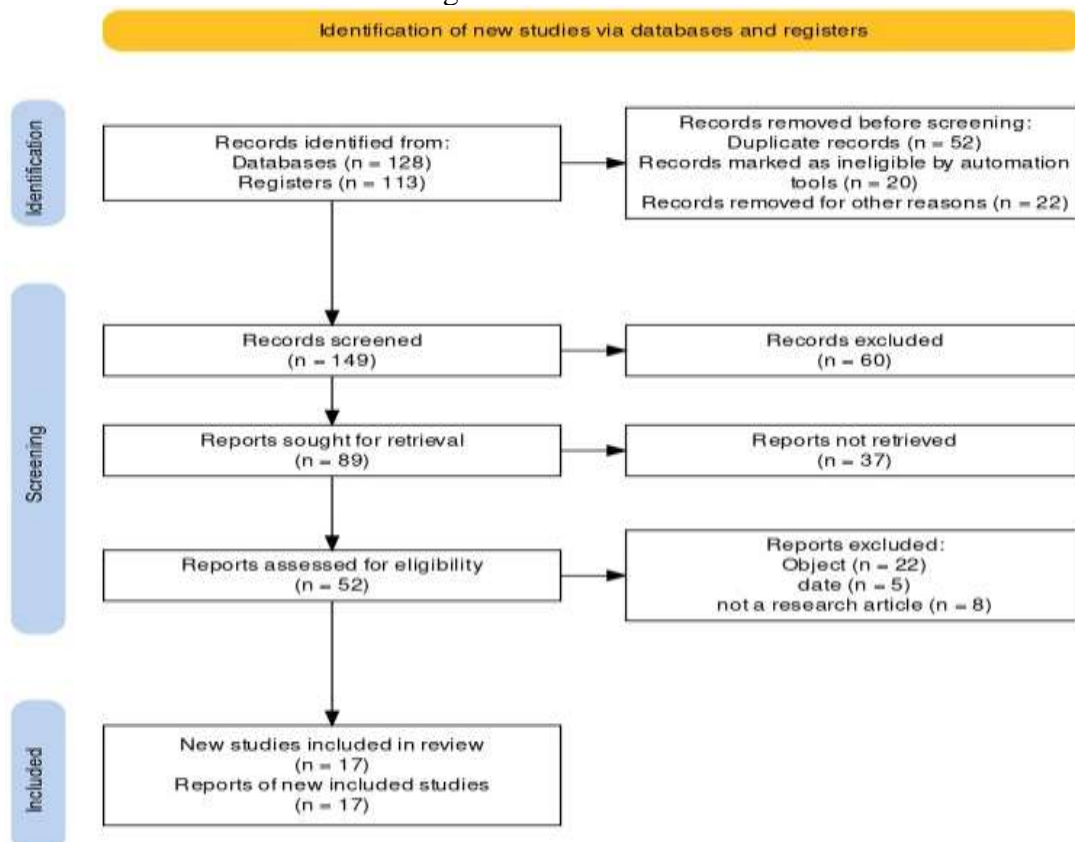 Identification of new studies via databases and registers
Identification
Records identified from:
Databases (n = 128)
Registers (n = 113)
Records removed before screening:
Duplicate records (n = 52)
Records marked as ineligible by automation
tools (n = 20)
Records removed for other reasons (n = 22)
Screening
Records screened
(n = 149)
Records excluded
(n = 60)
Reports sought for retrieval
(n = 89)
Reports not retrieved
(n = 37)
Reports assessed for eligibility
(n = 52)
Reports excluded:
Object (n = 22)
date (n = 5)
not a research article (n = 8)
Included
New studies included in review
(n = 17)
Reports of new included studies
(n = 17)